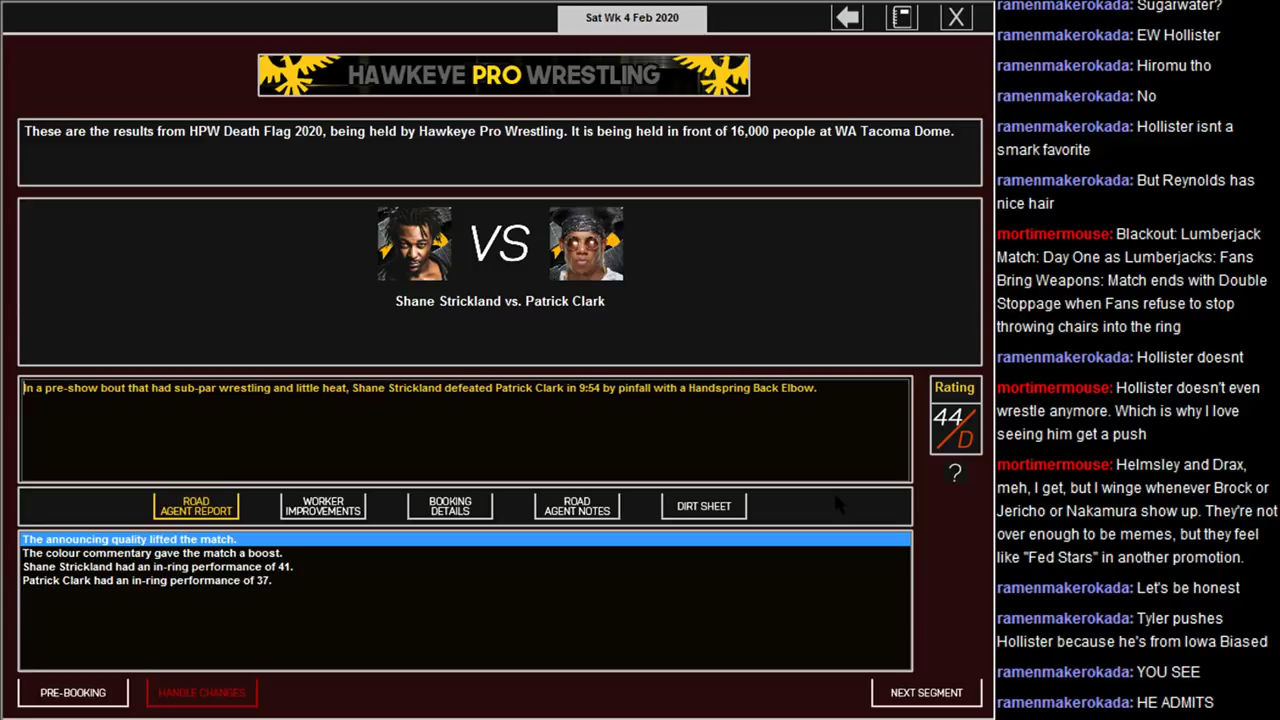 Sat Wk 4 Feb 2020
HAWKEYE PRO WRESTLING
These are the results from HPW Death Flag 2020, being held by Hawkeye Pro Wrestling. It is being held in front of 16,000 people at WA Tacoma Dome.
VS
Shane Strickland vs. Patrick Clark
In a pre-show bout that had sub-par wrestling and little heat, Shane Strickland defeated Patrick Clark in 9:54 by pinfall with a Handspring Back Elbow.
Rating
44/D
?
ROAD
AGENT REPORT
WORKER
IMPROVEMENTS
BOOKING
DETAILS
ROAD
AGENT NOTES
DIRT SHEET
The announcing quality lifted the match.
The colour commentary gave the match a boost.
Shane Strickland had an in-ring performance of 41.
Patrick Clark had an in-ring performance of 37.
PRE-BOOKING
HANDLE CHANGES
NEXT SEGMENT
ramenmakerokada: Sugarwater?
ramenmakerokada: EW Hollister
ramenmakerokada: Hiromu tho
ramenmakerokada: No
ramenmakerokada: Hollister isnt a
smark favorite
ramenmakerokada: But Reynolds has
nice hair
mortimermouse: Blackout: Lumberjack
Match: Day One as Lumberjacks: Fans
Bring Weapons: Match ends with Double
Stoppage when Fans refuse to stop
throwing chairs into the ring
ramenmakerokada: Hollister doesnt
mortimermouse: Hollister doesn't even
wrestle anymore. Which is why I love
seeing him get a push
mortimermouse: Helmsley and Drax,
meh, I get, but I winge whenever Brock or
Jericho or Nakamura show up. They're not
over enough to be memes, but they feel
like "Fed Stars" in another promotion.
ramenmakerokada: Let's be honest
ramenmakerokada: Tyler pushes
Hollister because he's from Iowa Biased
ramenmakerokada: YOU SEE
ramenmakerokada: HE ADMITS